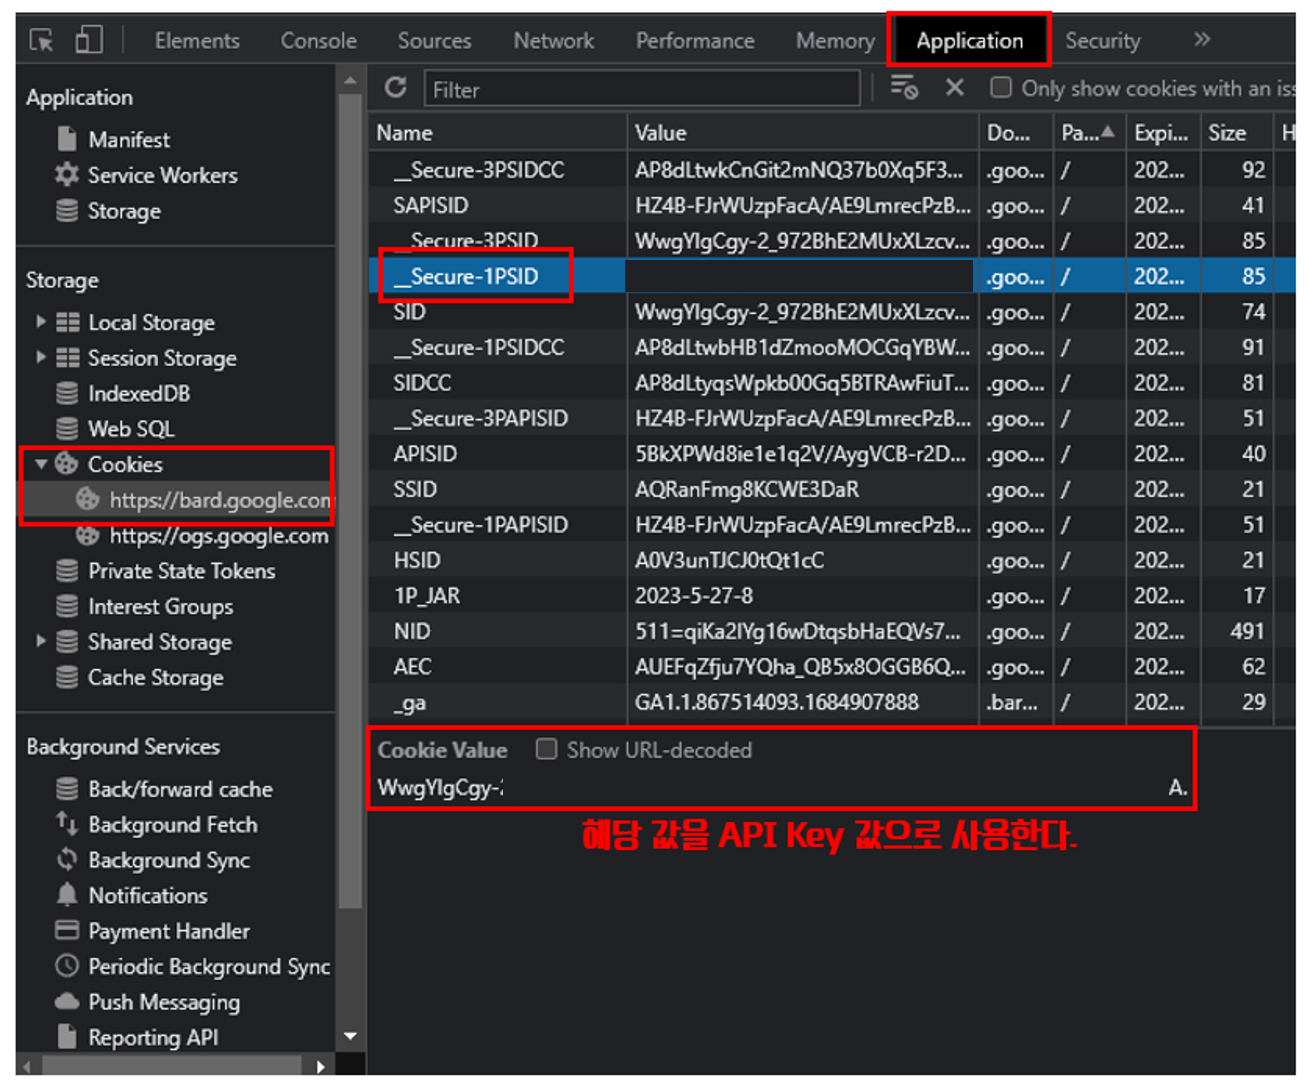 Elements Console Sources Network Performance Memory Application Security »
Application
Manifest
Service Workers
Storage
Storage
Local Storage
Session Storage
IndexedDB
Web SQL
Cookies
https://bard.google.com
https://ogs.google.com
Private State Tokens
Interest Groups
Shared Storage
Cache Storage
Background Services
Back/forward cache
Background Fetch
Background Sync
Notifications
Payment Handler
Periodic Background Sync
Push Messaging
Reporting API
Filter Only show cookies with an iss
Name Value Do... Pa... Expi... Size H
__Secure-3PSIDCC AP8dLtwkCnGit2mNQ37b0Xq5F3... .goo... / 202... 92
SAPISID HZ4B-FJrWUzpFacA/AE9LmrecPzB... .goo... / 202... 41
__Secure-3PSID WwgYIgCgy-2_972BhE2MUxXLzcv... .goo... / 202... 85
__Secure-1PSID .goo... / 202... 85
SID WwgYIgCgy-2_972BhE2MUxXLzcv... .goo... / 202... 74
__Secure-1PSIDCC AP8dLtwbHB1dZmooMOCGqYBW... .goo... / 202... 91
SIDCC AP8dLtyqsWpkb00Gq5BTRAwFiuT... .goo... / 202... 81
__Secure-3PAPISID HZ4B-FJrWUzpFacA/AE9LmrecPzB... .goo... / 202... 51
APISID 5BkXPWd8ie1e1q2V/AygVCB-r2D... .goo... / 202... 40
SSID AQRanFmg8KCWE3DaR .goo... / 202... 21
__Secure-1PAPISID HZ4B-FJrWUzpFacA/AE9LmrecPzB... .goo... / 202... 51
HSID A0V3unTJCJ0tQt1cC .goo... / 202... 21
1P_JAR 2023-5-27-8 .goo... / 202... 17
NID 511=qiKa2lYg16wDtqsbHaEQVs7... .goo... / 202... 491
AEC AUEFqZfju7YQha_QB5x8OGGB6Q... .goo... / 202... 62
_ga GA1.1.867514093.1684907888 .bar... / 202... 29
Cookie Value Show URL-decoded
WwgYIgCgy- A.
해당 값을 API Key 값으로 사용한다.